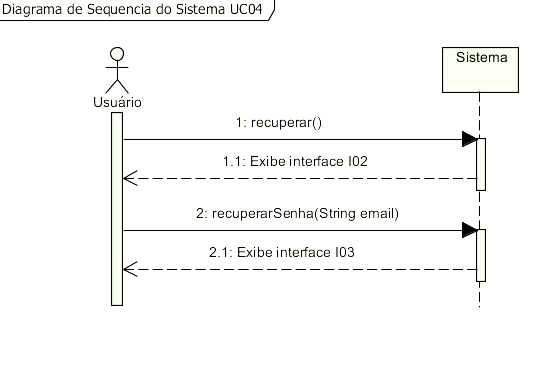 Diagrama de Sequencia do Sistema UC04
Sistema
Usuário
1: recuperar()
1.1: Exibe interface I02
2: recuperarSenha(String email)
2.1: Exibe interface I03